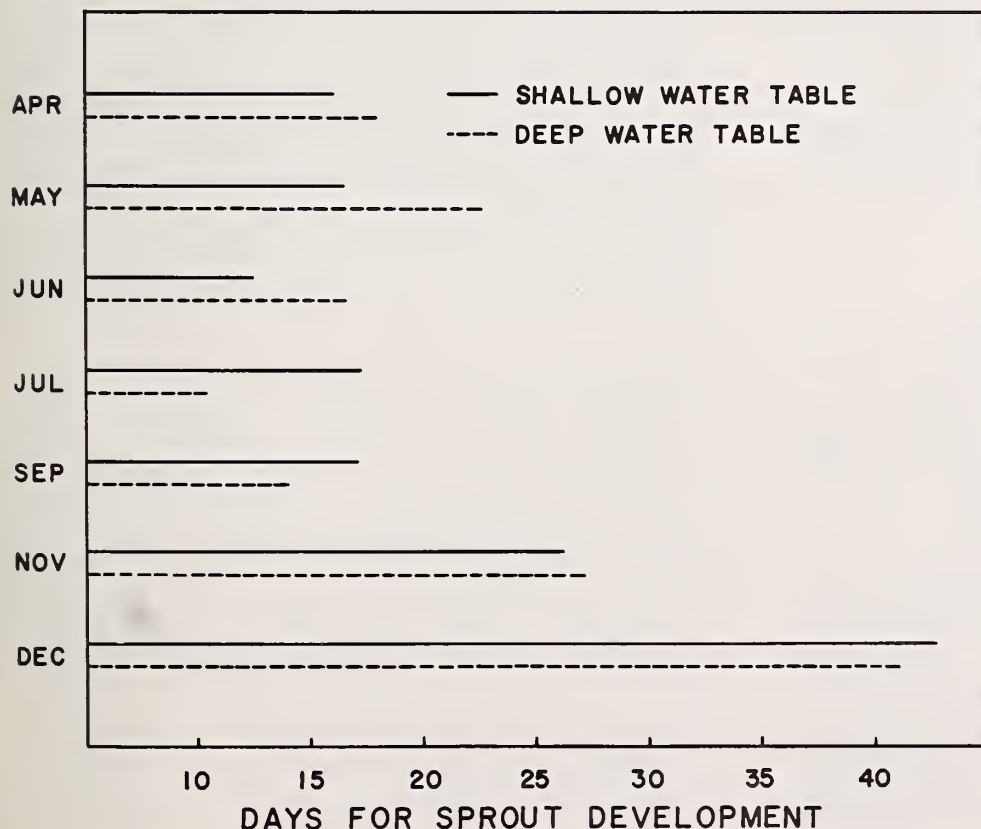 APR
SHALLOW WATER TABLE
DEEP WATER TABLE
MAY
JUN
JUL
SEP
NOV
DEC
10 15 20 25 30 35 40
DAYS FOR SPROUT DEVELOPMENT